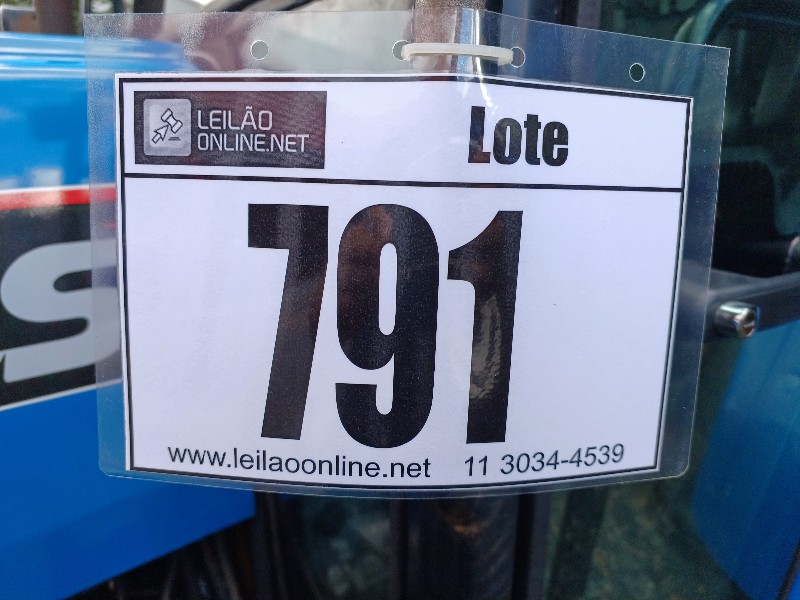 LEILÃO
ONLINE.NET
Lote
791
www.leilaoonline.net 11 3034-4539
S